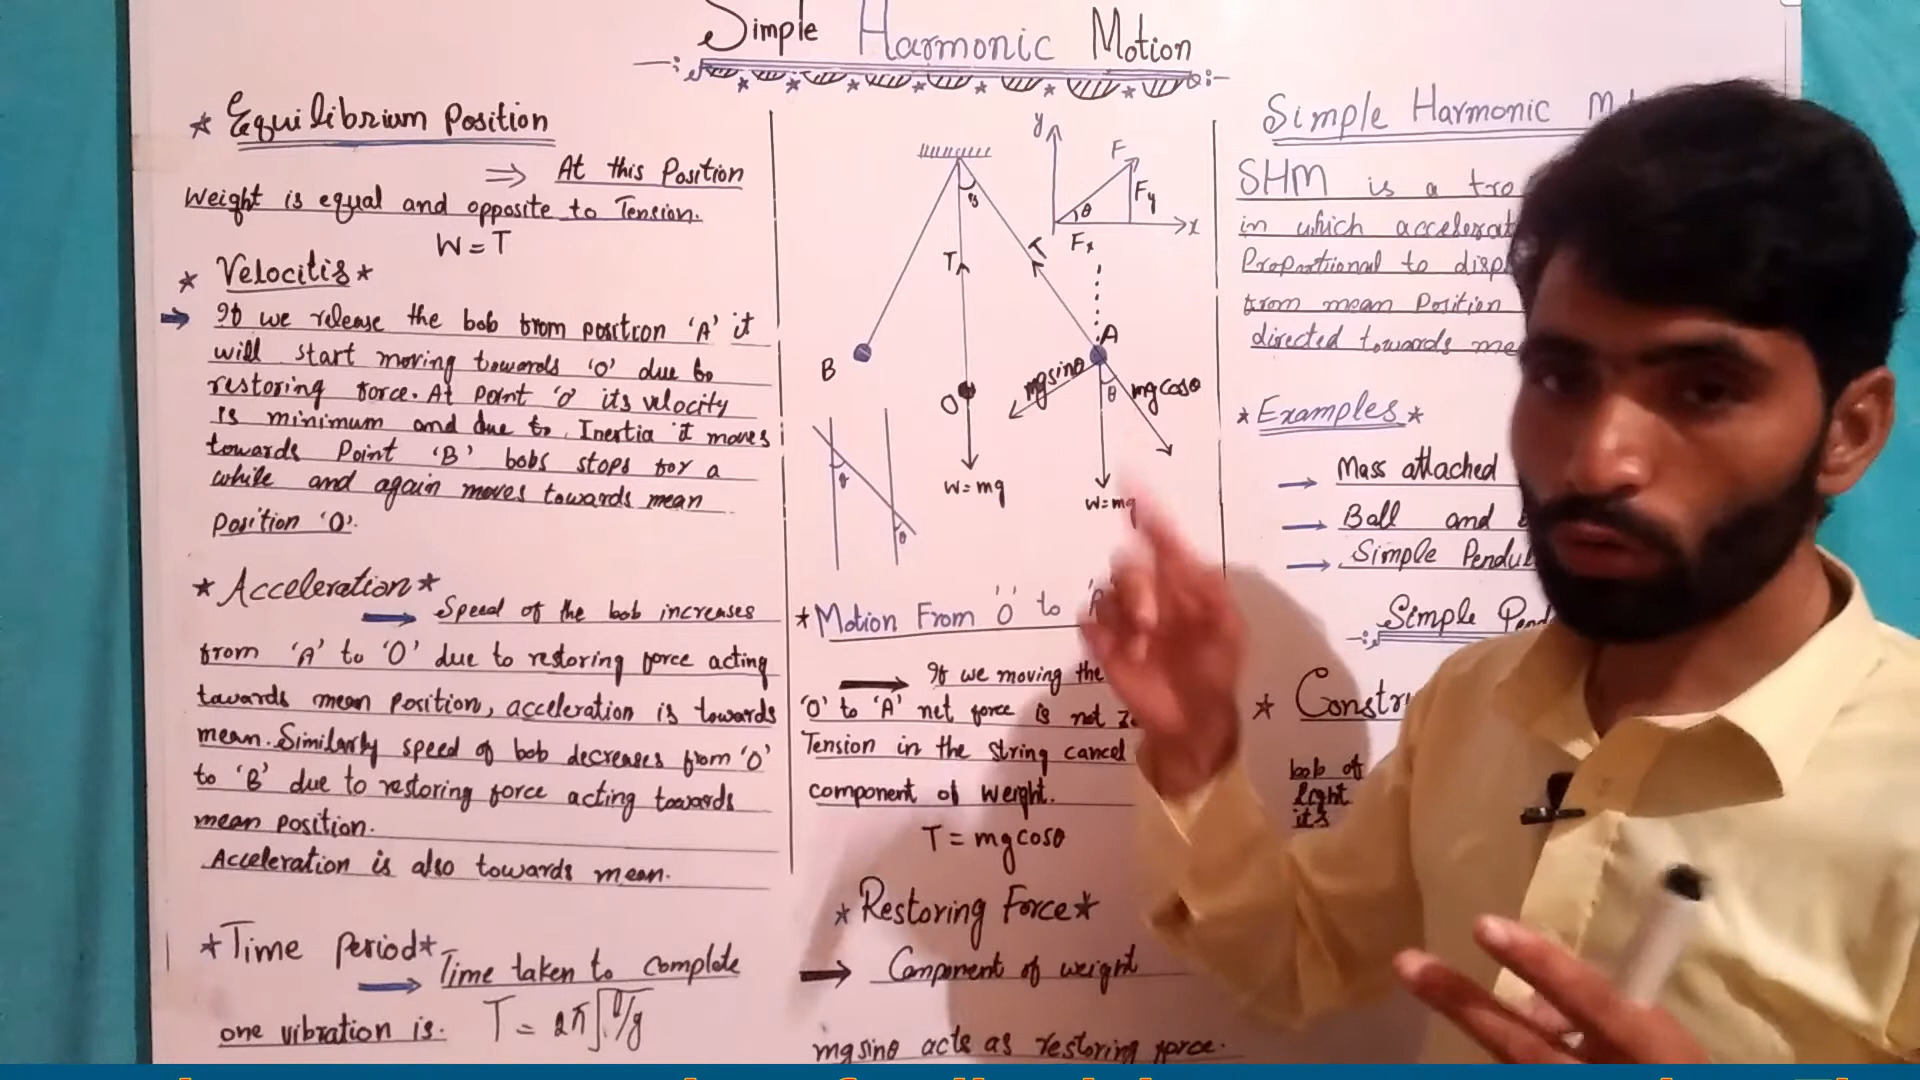 Simple Harmonic Motion
* Equilibrium Position
⇒ At this Position
Weight is equal and opposite to Tension.
W = T
* Velocitis *
→ If we release the bob from position 'A' it
will start moving towards 'O' due to
restoring force. At point 'o' its velocity
is minimum and due to Inertia it moves
towards Point 'B' bobs stops for a
while and again moves towards mean
Position 'O'.
* Acceleration *
→ Speed of the bob increases
from 'A' to 'O' due to restoring force acting
towards mean position, acceleration is towards
mean. Similarly speed of bob decreases from 'O'
to 'B' due to restoring force acting towards
mean position.
Acceleration is also towards mean.
* Time Period *
→ Time taken to complete
one vibration is. T = 2π√l/g
y
F
Fy
θ
x
Fx
T
T
B
A
O
mgsinθ
θ
mgcosθ
W=mg
W=mg
θ
θ
* Motion From 'O' to 'A'
→ If we moving the
'O' to 'A' net force is not
Tension in the string cancel
component of weight.
T = mgcosθ
* Restoring Force *
→ Component of weight
mgsinθ acts as restoring force.
Simple Harmonic
SHM is a
in which
Proportional to
from mean Position
directed towards
* Examples *
→ Mass attached
→ Ball and
→ Simple
Simple
*
bob of
light
its